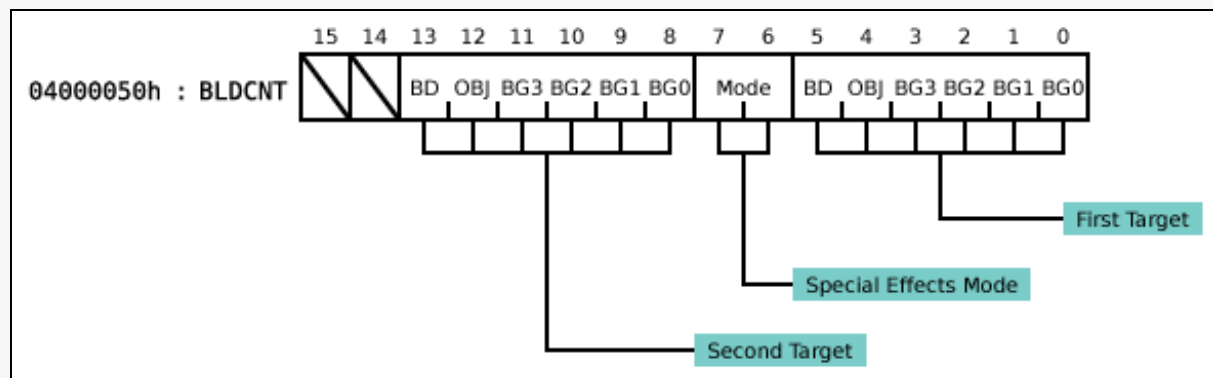 15 14 13 12 11 10 9 8 7 6 5 4 3 2 1 0
04000050h : BLDCNT BD OBJ BG3 BG2 BG1 BG0 Mode BD OBJ BG3 BG2 BG1 BG0
First Target
Special Effects Mode
Second Target